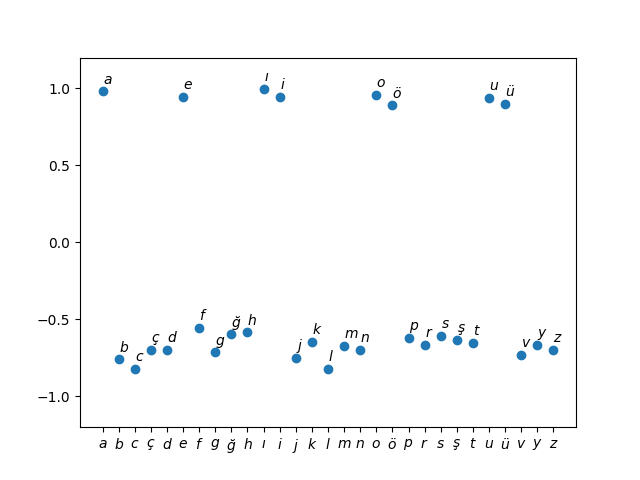 1.0
0.5
0.0
−0.5
−1.0
a e ı i o ö u ü
b c ç d f g ğ h j k l m n p r s ş t v y z
a b c ç d e f g ğ h ı i j k l m n o ö p r s ş t u ü v y z